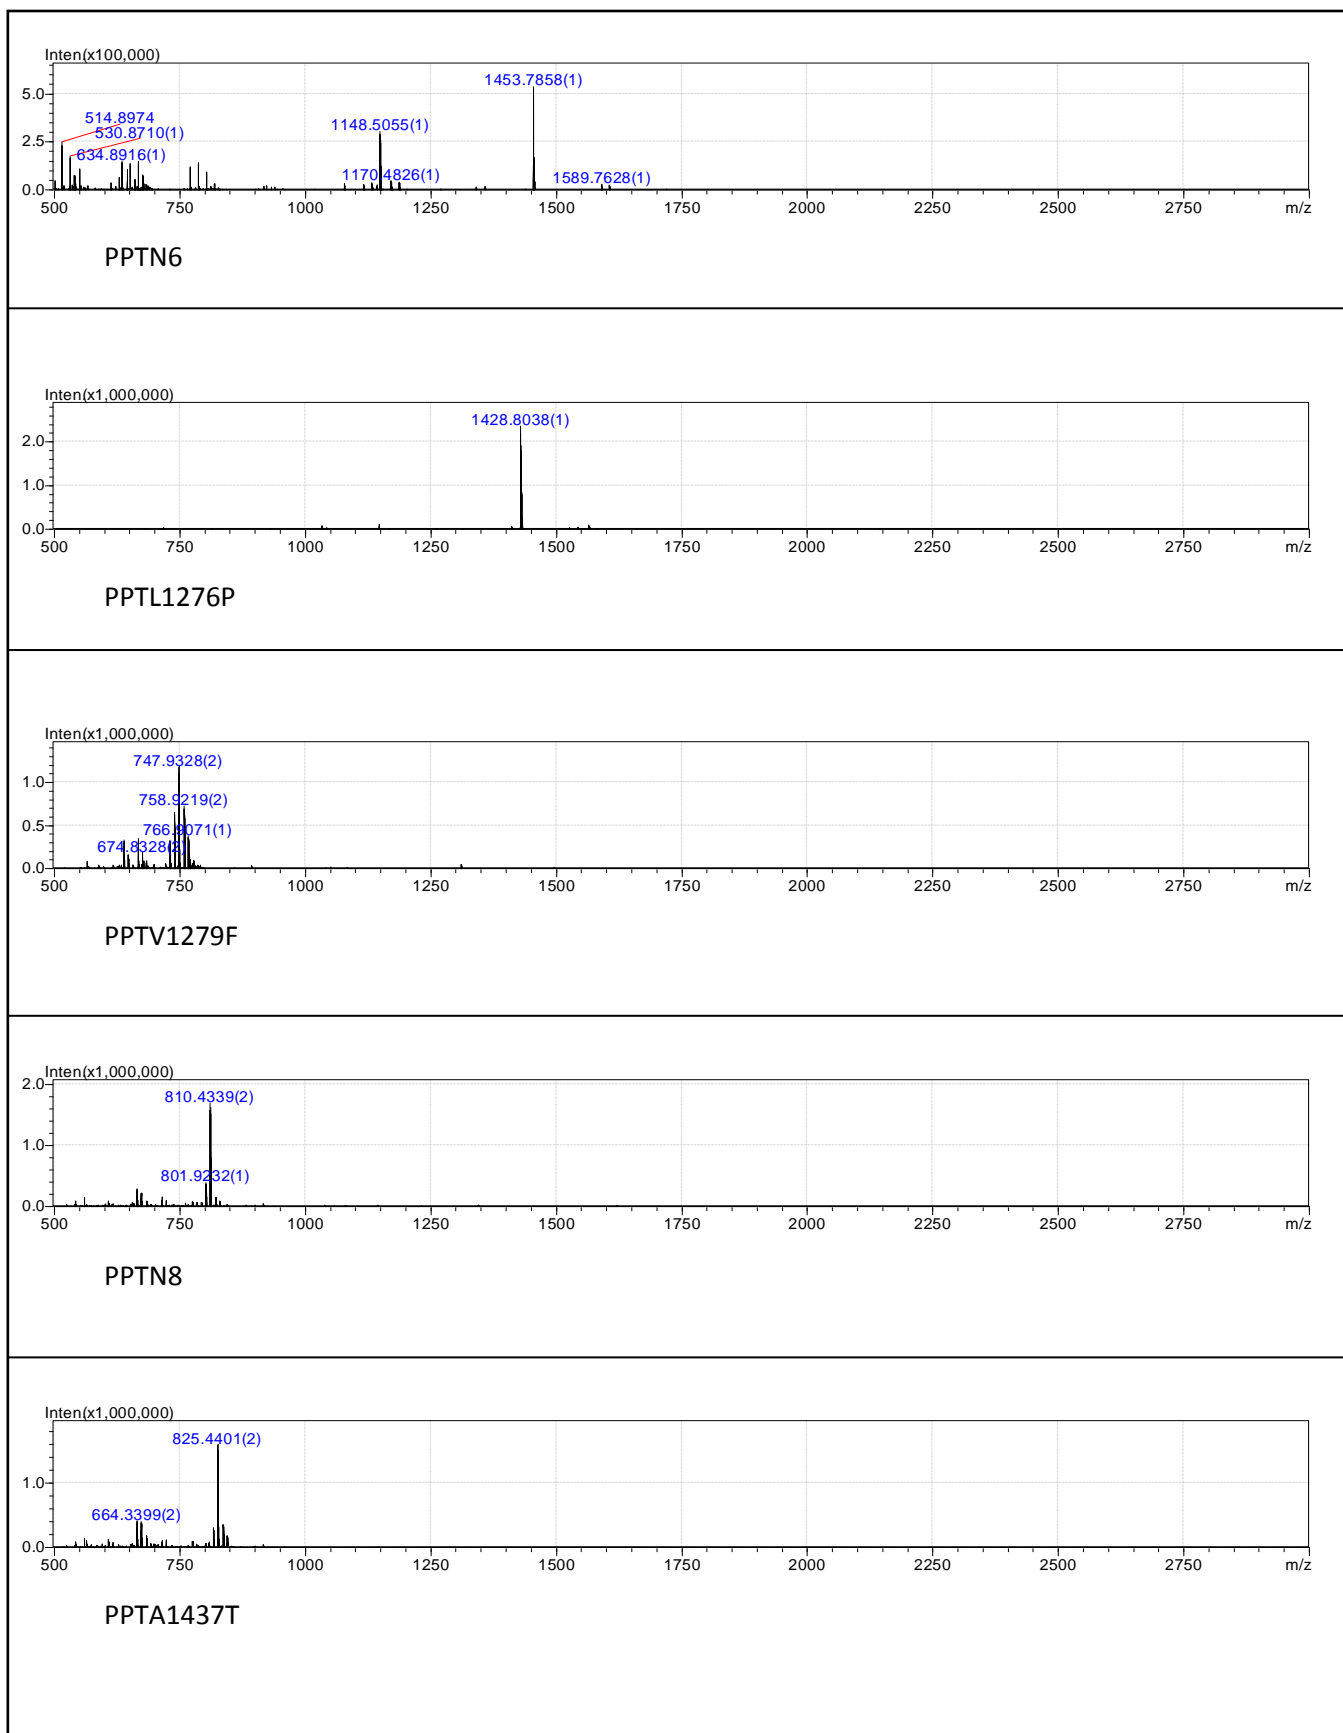 Inten(x100,000)
1453.7858(1)
5.0
514.8974
1148.5055(1)
530.8710(1)
2.5
634.8916(1)
1170.4826(1)
1589.7628(1)
0.0
500 750 1000 1250 1500 1750 2000 2250 2500 2750 m/z
PPTN6
Inten(x1,000,000)
1428.8038(1)
2.0
1.0
0.0
500 750 1000 1250 1500 1750 2000 2250 2500 2750 m/z
PPTL1276P
Inten(x1,000,000)
747.9328(2)
1.0
758.9219(2)
0.5
766.9071(1)
674.8328(2)
0.0
500 750 1000 1250 1500 1750 2000 2250 2500 2750 m/z
PPTV1279F
Inten(x1,000,000)
2.0
810.4339(2)
1.0
801.9232(1)
0.0
500 750 1000 1250 1500 1750 2000 2250 2500 2750 m/z
PPTN8
Inten(x1,000,000)
825.4401(2)
1.0
664.3399(2)
0.0
500 750 1000 1250 1500 1750 2000 2250 2500 2750 m/z
PPTA1437T